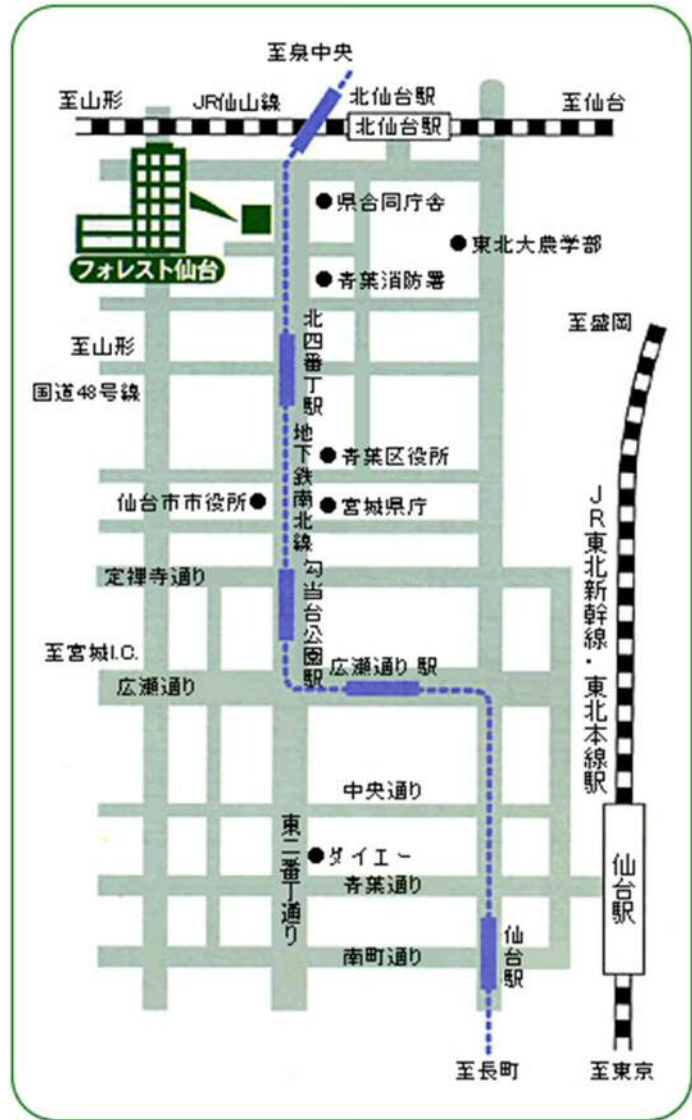 至泉中央
至山形
JR仙山線
北仙台駅
至仙台
北仙台駅
県合同庁舎
東北大農学部
フォレスト仙台
青葉消防署
至盛岡
北四番丁駅
至山形
国道48号線
地下鉄南北線
青葉区役所
仙台市市役所
宮城県庁
JR東北新幹線・東北本線駅
定禅寺通り
勾当台公園駅
至宮城I.C.
広瀬通り 駅
広瀬通り
中央通り
東二番丁通り
ダイエー
青葉通り
仙台駅
南町通り
仙台駅
至長町
至東京